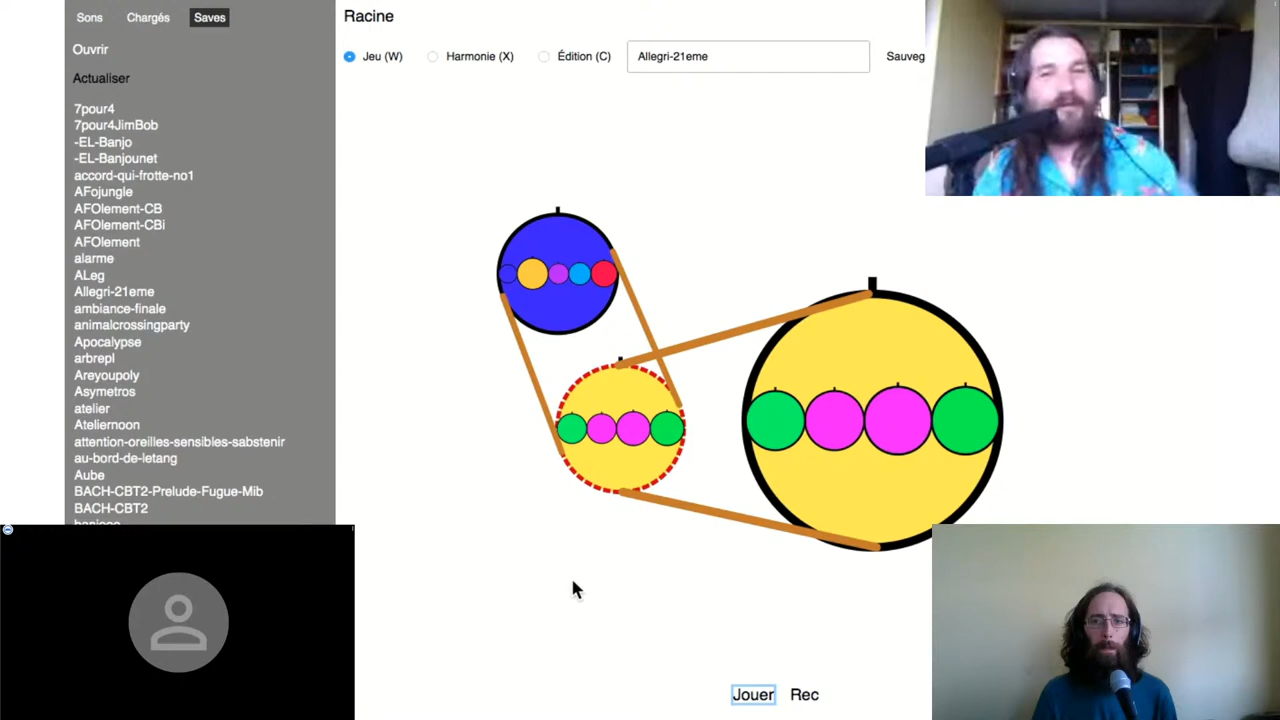 Sons Chargés Saves
Ouvrir
Actualiser
7pour4
7pour4JimBob
-EL-Banjo
-EL-Banjounet
accord-qui-frotte-no1
AFojungle
AFOlement-CB
AFOlement-CBi
AFOlement
alarme
ALeg
Allegri-21eme
ambiance-finale
animalcrossingparty
Apocalypse
arbrepl
Areyoupoly
Asymetros
atelier
Ateliernoon
attention-oreilles-sensibles-sabstenir
au-bord-de-letang
Aube
BACH-CBT2-Prelude-Fugue-Mib
BACH-CBT2
Racine
Jeu (W) Harmonie (X) Édition (C) Allegri-21eme Sauveg
Jouer Rec